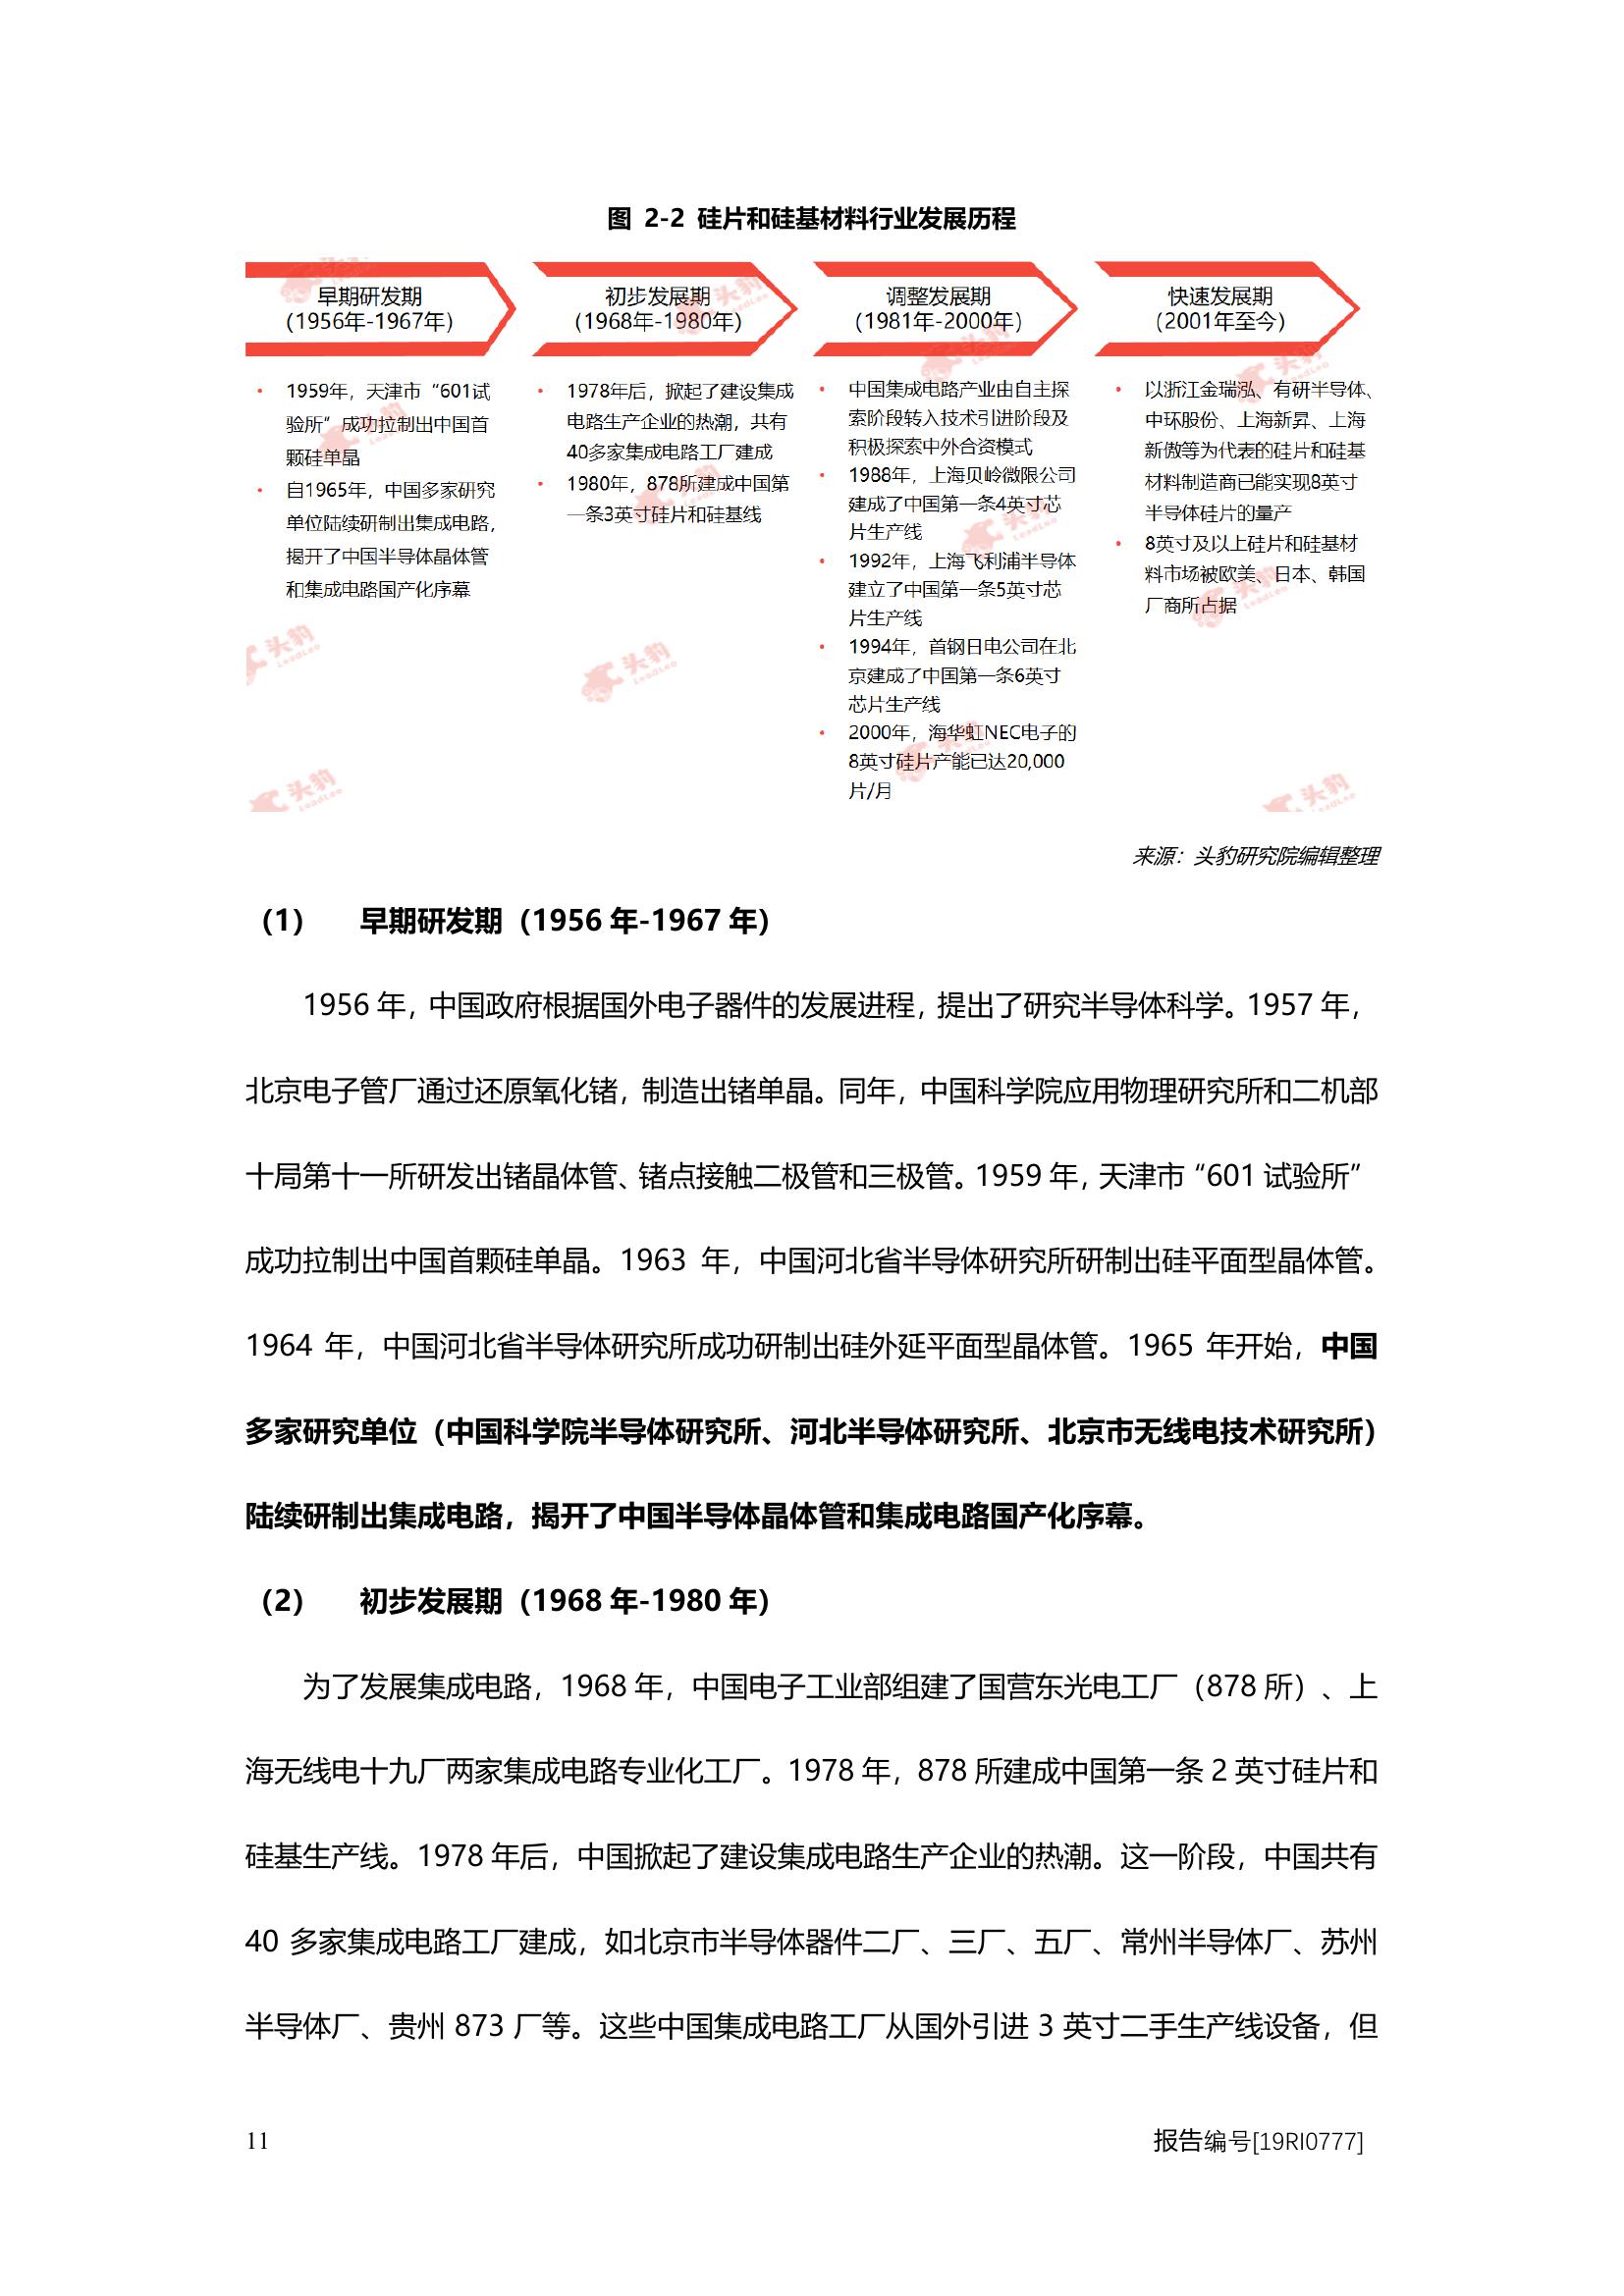 图 2-2 硅片和硅基材料行业发展历程
早期研发期
(1956年-1967年)
1959年，天津市“601试
验所”成功拉制出中国首
颗硅单晶
自1965年，中国多家研究
单位陆续研制出集成电路，
揭开了中国半导体晶体管
和集成电路国产化序幕
初步发展期
(1968年-1980年)
1978年后，掀起了建设集成
电路生产企业的热潮，共有
40多家集成电路工厂建成
1980年，878所建成中国第
一条3英寸硅片和硅基线
调整发展期
(1981年-2000年)
中国集成电路产业由自主探
索阶段转入技术引进阶段及
积极探索中外合资模式
1988年，上海贝岭微限公司
建成了中国第一条4英寸芯
片生产线
1992年，上海飞利浦半导体
建立了中国第一条5英寸芯
片生产线
1994年，首钢日电公司在北
京建成了中国第一条6英寸
芯片生产线
2000年，海华虹NEC电子的
8英寸硅片产能已达20,000
片/月
快速发展期
(2001年至今)
以浙江金瑞泓、有研半导体、
中环股份、上海新昇、上海
新傲等为代表的硅片和硅基
材料制造商已能实现8英寸
半导体硅片的量产
8英寸及以上硅片和硅基材
料市场被欧美、日本、韩国
厂商所占据
来源：头豹研究院编辑整理
（1） 早期研发期（1956 年-1967 年）
1956 年，中国政府根据国外电子器件的发展进程，提出了研究半导体科学。1957 年，
北京电子管厂通过还原氧化锗，制造出锗单晶。同年，中国科学院应用物理研究所和二机部
十局第十一所研发出锗晶体管、锗点接触二极管和三极管。1959 年，天津市“601 试验所”
成功拉制出中国首颗硅单晶。1963 年，中国河北省半导体研究所研制出硅平面型晶体管。
1964 年，中国河北省半导体研究所成功研制出硅外延平面型晶体管。1965 年开始，中国
多家研究单位（中国科学院半导体研究所、河北半导体研究所、北京市无线电技术研究所）
陆续研制出集成电路，揭开了中国半导体晶体管和集成电路国产化序幕。
（2） 初步发展期（1968 年-1980 年）
为了发展集成电路，1968 年，中国电子工业部组建了国营东光电工厂（878 所）、上
海无线电十九厂两家集成电路专业化工厂。1978 年，878 所建成中国第一条 2 英寸硅片和
硅基生产线。1978 年后，中国掀起了建设集成电路生产企业的热潮。这一阶段，中国共有
40 多家集成电路工厂建成，如北京市半导体器件二厂、三厂、五厂、常州半导体厂、苏州
半导体厂、贵州 873 厂等。这些中国集成电路工厂从国外引进 3 英寸二手生产线设备，但
11
报告编号[19RI0777]